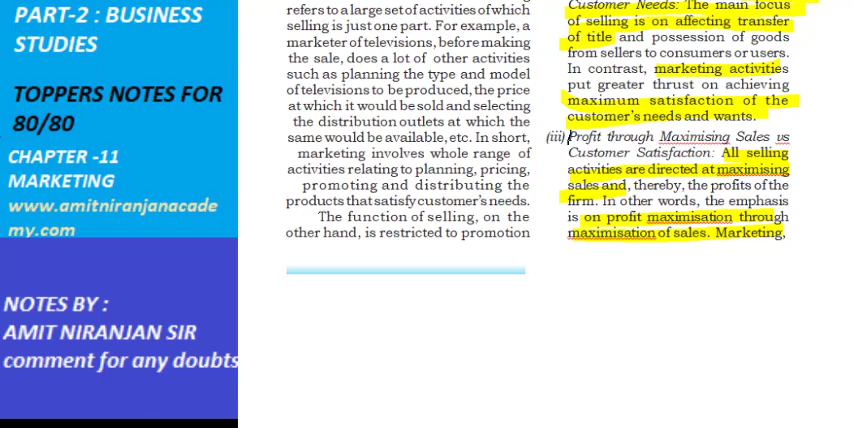 PART-2 : BUSINESS
STUDIES
TOPPERS NOTES FOR
80/80
CHAPTER -11
MARKETING
www.amitniranjanacade
my.com
NOTES BY :
AMIT NIRANJAN SIR
comment for any doubts
refers to a large set of activities of which
selling is just one part. For example, a
marketer of televisions, before making
the sale, does a lot of other activities
such as planning the type and model
of televisions to be produced, the price
at which it would be sold and selecting
the distribution outlets at which the
same would be available, etc. In short,
marketing involves whole range of
activities relating to planning, pricing,
promoting and distributing the
products that satisfy customer's needs.
The function of selling, on the
other hand, is restricted to promotion
Customer Needs: The main focus
of selling is on affecting transfer
of title and possession of goods
from sellers to consumers or users.
In contrast, marketing activities
put greater thrust on achieving
maximum satisfaction of the
customer's needs and wants.
(iii) Profit through Maximising Sales vs
Customer Satisfaction: All selling
activities are directed at maximising
sales and, thereby, the profits of the
firm. In other words, the emphasis
is on profit maximisation through
maximisation of sales. Marketing,